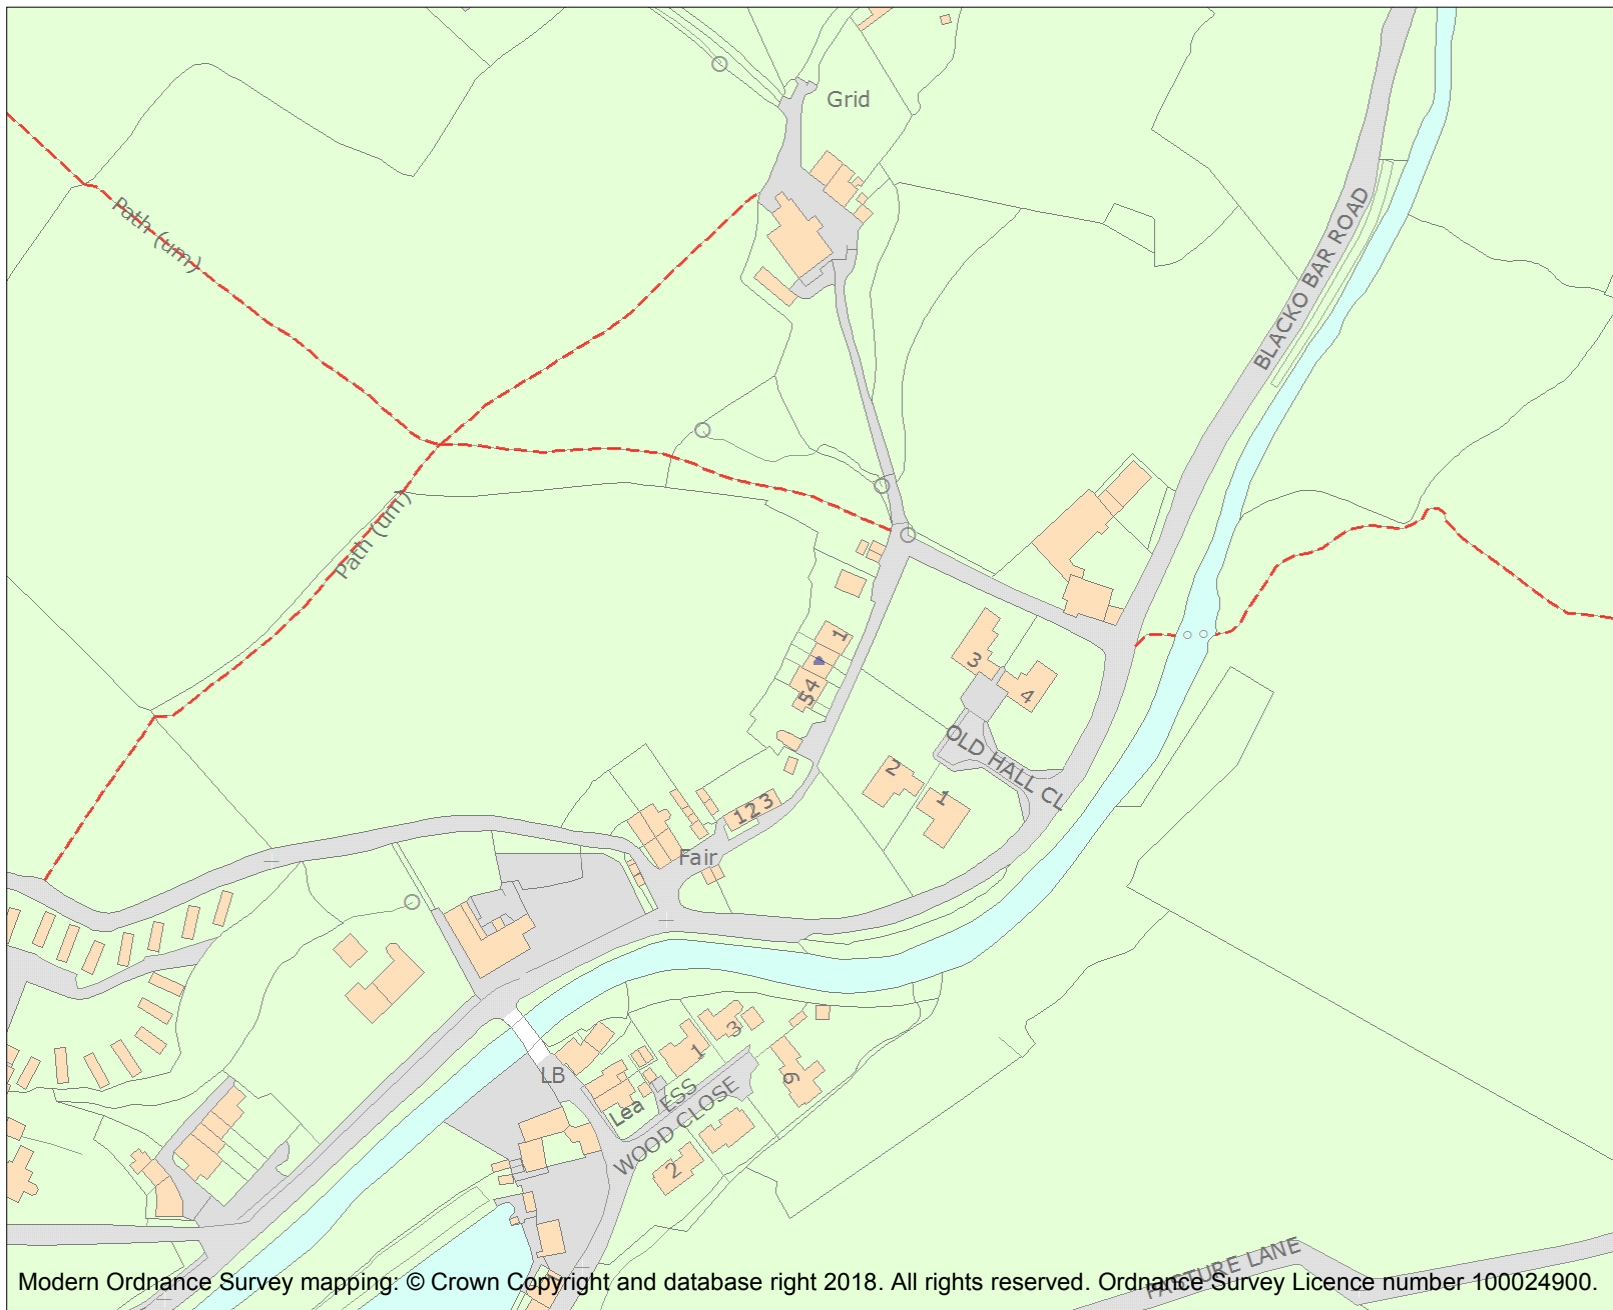 Grid
Path (um)
BLACKO BAR ROAD
Path (um)
1
3
4
5
4
OLD HALL CL
2
1
1 2 3
Fair
3
1
LB
6
ESS
Lea
WOOD CLOSE
2
PASTURE LANE
Modern Ordnance Survey mapping: © Crown Copyright and database right 2018. All rights reserved. Ordnance Survey Licence number 100024900.